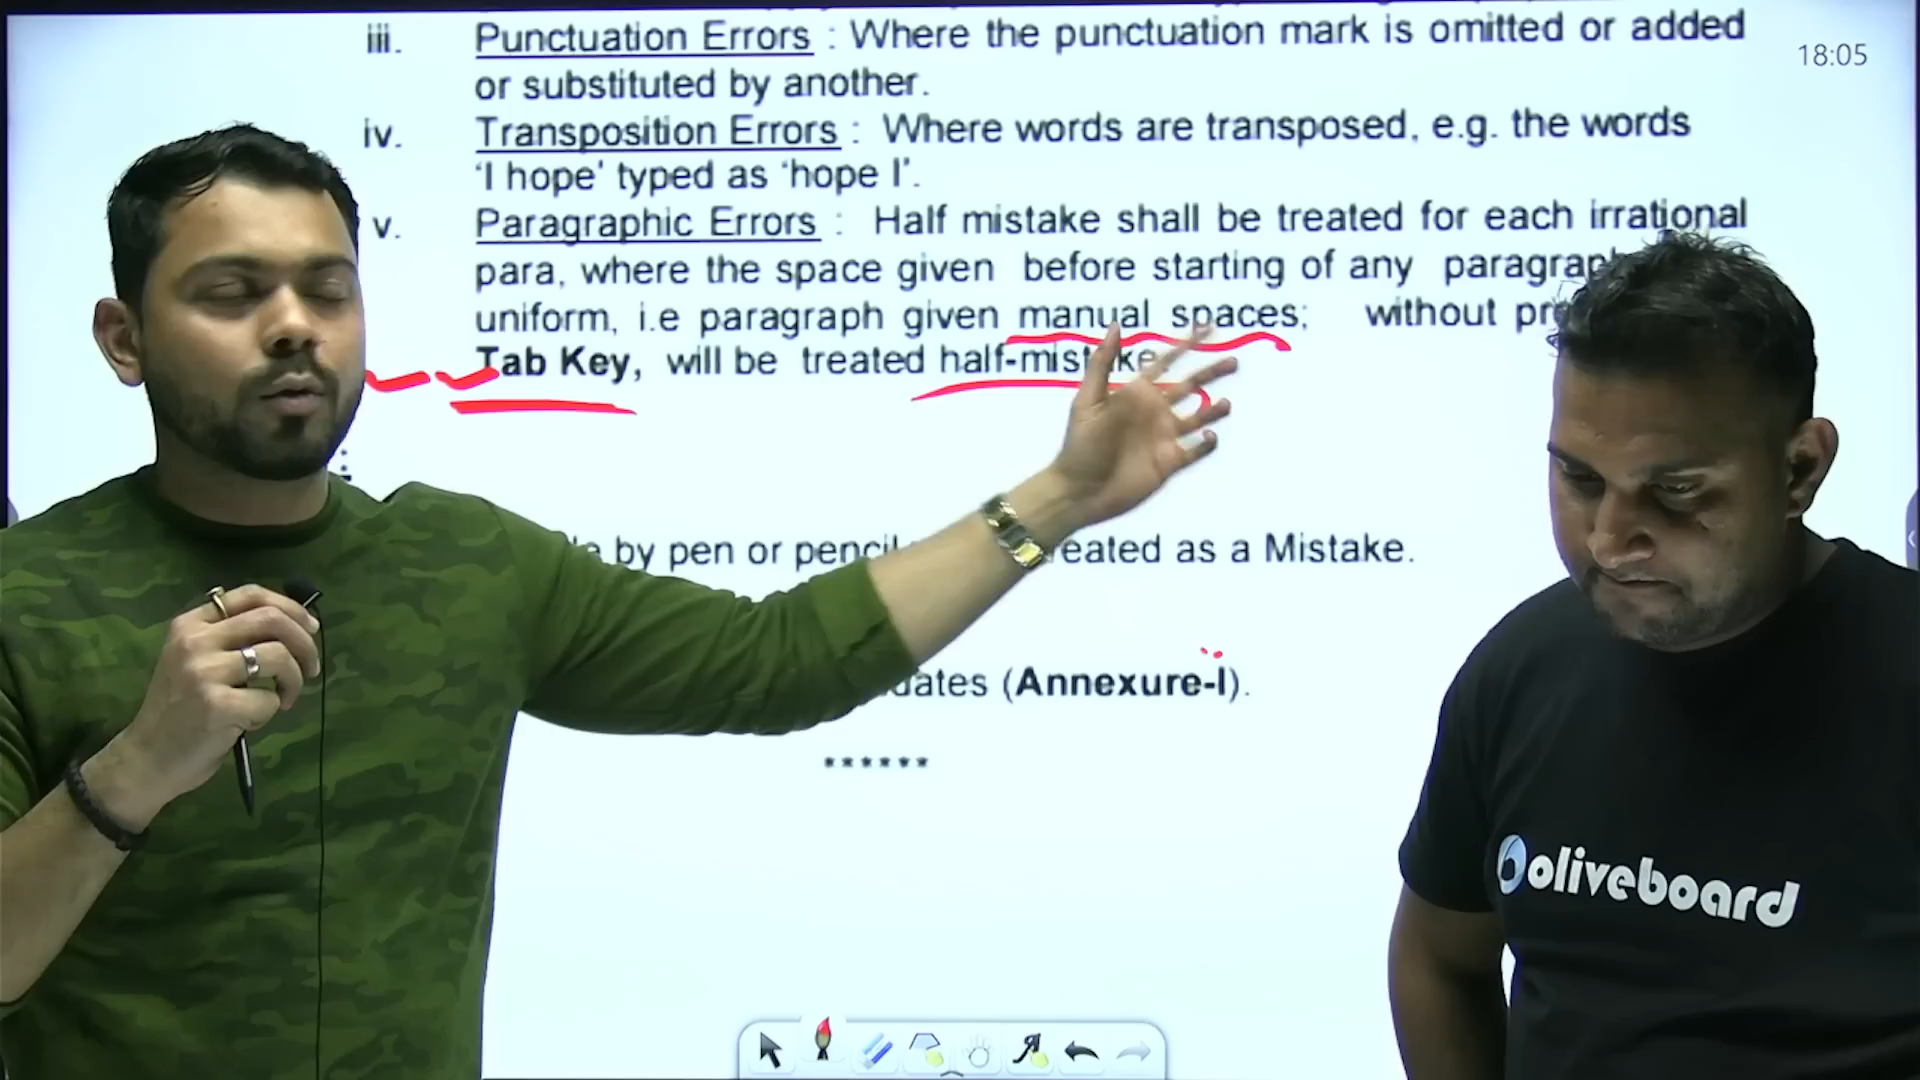 iii. Punctuation Errors : Where the punctuation mark is omitted or added
18:05
or substituted by another.
iv. Transposition Errors : Where words are transposed, e.g. the words
‘I hope’ typed as ‘hope I’.
v. Paragraphic Errors : Half mistake shall be treated for each irrational
para, where the space given before starting of any
uniform, i.e paragraph given manual spaces; without
Tab Key, will be treated half-mistake.
by pen or pencil as a Mistake.
(Annexure-I).
******
oliveboard